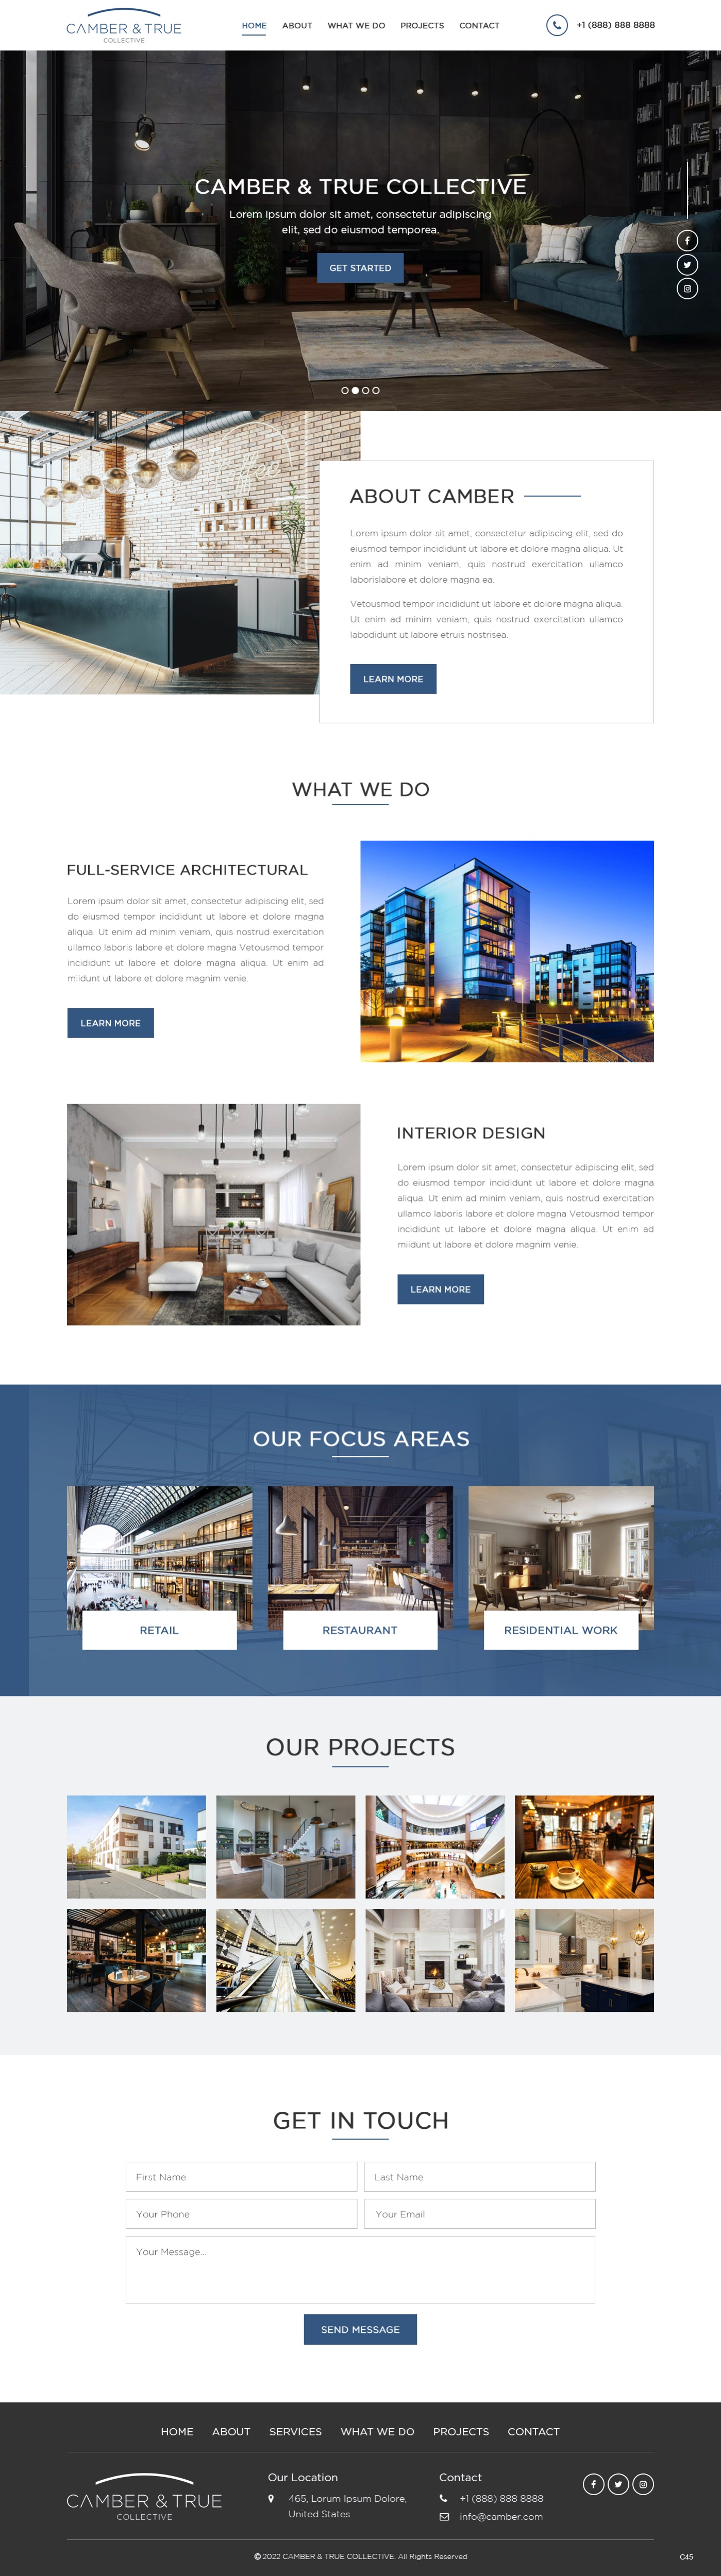 CAMBER & TRUE
COLLECTIVE
HOME ABOUT WHAT WE DO PROJECTS CONTACT
+1 (888) 888 8888
CAMBER & TRUE COLLECTIVE
Lorem ipsum dolor sit amet, consectetur adipiscing
elit, sed do eiusmod temporea.
GET STARTED
ABOUT CAMBER
Lorem ipsum dolor sit amet, consectetur adipiscing elit, sed do
eiusmod tempor incididunt ut labore et dolore magna aliqua. Ut
enim ad minim veniam, quis nostrud exercitation ullamco
laborislabore et dolore magna ea.
Vetousmod tempor incididunt ut labore et dolore magna aliqua.
Ut enim ad minim veniam, quis nostrud exercitation ullamco
labodidunt ut labore etruis nostrisea.
LEARN MORE
WHAT WE DO
FULL-SERVICE ARCHITECTURAL
Lorem ipsum dolor sit amet, consectetur adipiscing elit, sed
do eiusmod tempor incididunt ut labore et dolore magna
aliqua. Ut enim ad minim veniam, quis nostrud exercitation
ullamco laboris labore et dolore magna Vetousmod tempor
incididunt ut labore et dolore magna aliqua. Ut enim ad
miidunt ut labore et dolore magnim venie.
LEARN MORE
INTERIOR DESIGN
Lorem ipsum dolor sit amet, consectetur adipiscing elit, sed
do eiusmod tempor incididunt ut labore et dolore magna
aliqua. Ut enim ad minim veniam, quis nostrud exercitation
ullamco laboris labore et dolore magna Vetousmod tempor
incididunt ut labore et dolore magna aliqua. Ut enim ad
miidunt ut labore et dolore magnim venie.
LEARN MORE
OUR FOCUS AREAS
RETAIL
RESTAURANT
RESIDENTIAL WORK
OUR PROJECTS
GET IN TOUCH
First Name
Last Name
Your Phone
Your Email
Your Message...
SEND MESSAGE
HOME ABOUT SERVICES WHAT WE DO PROJECTS CONTACT
CAMBER & TRUE
COLLECTIVE
Our Location
465, Lorum Ipsum Dolore,
United States
Contact
+1 (888) 888 8888
info@camber.com
© 2022 CAMBER & TRUE COLLECTIVE. All Rights Reserved
C45